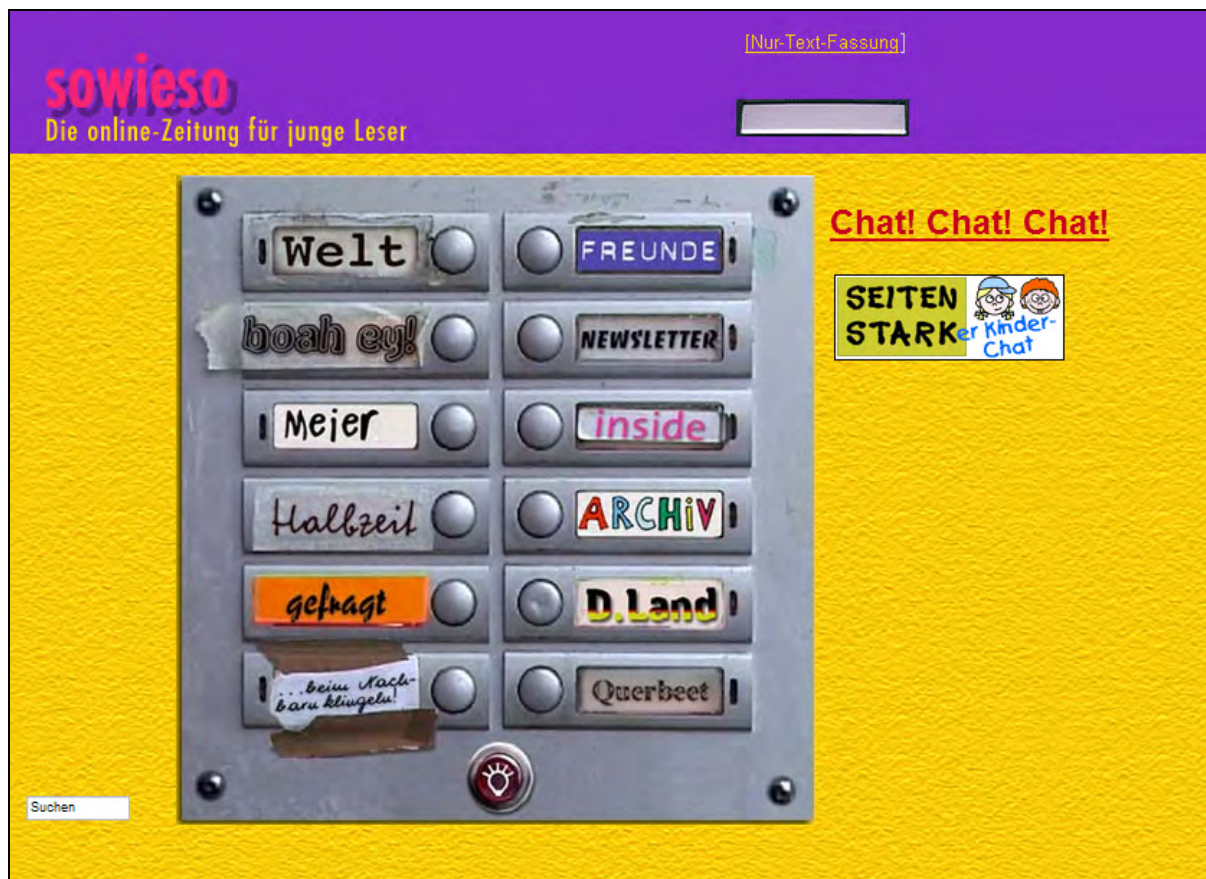 [Nur-Text-Fassung]
sowieso
Die online-Zeitung für junge Leser
Welt
FREUNDE
boah ey!
NEWSLETTER
Meier
inside
Halbzeit
ARCHiV
gefragt
D.Land
...beim Nach-
barn klingeln!
Querbeet
Chat! Chat! Chat!
SEITEN
STARKer Kinder-
Chat
Suchen